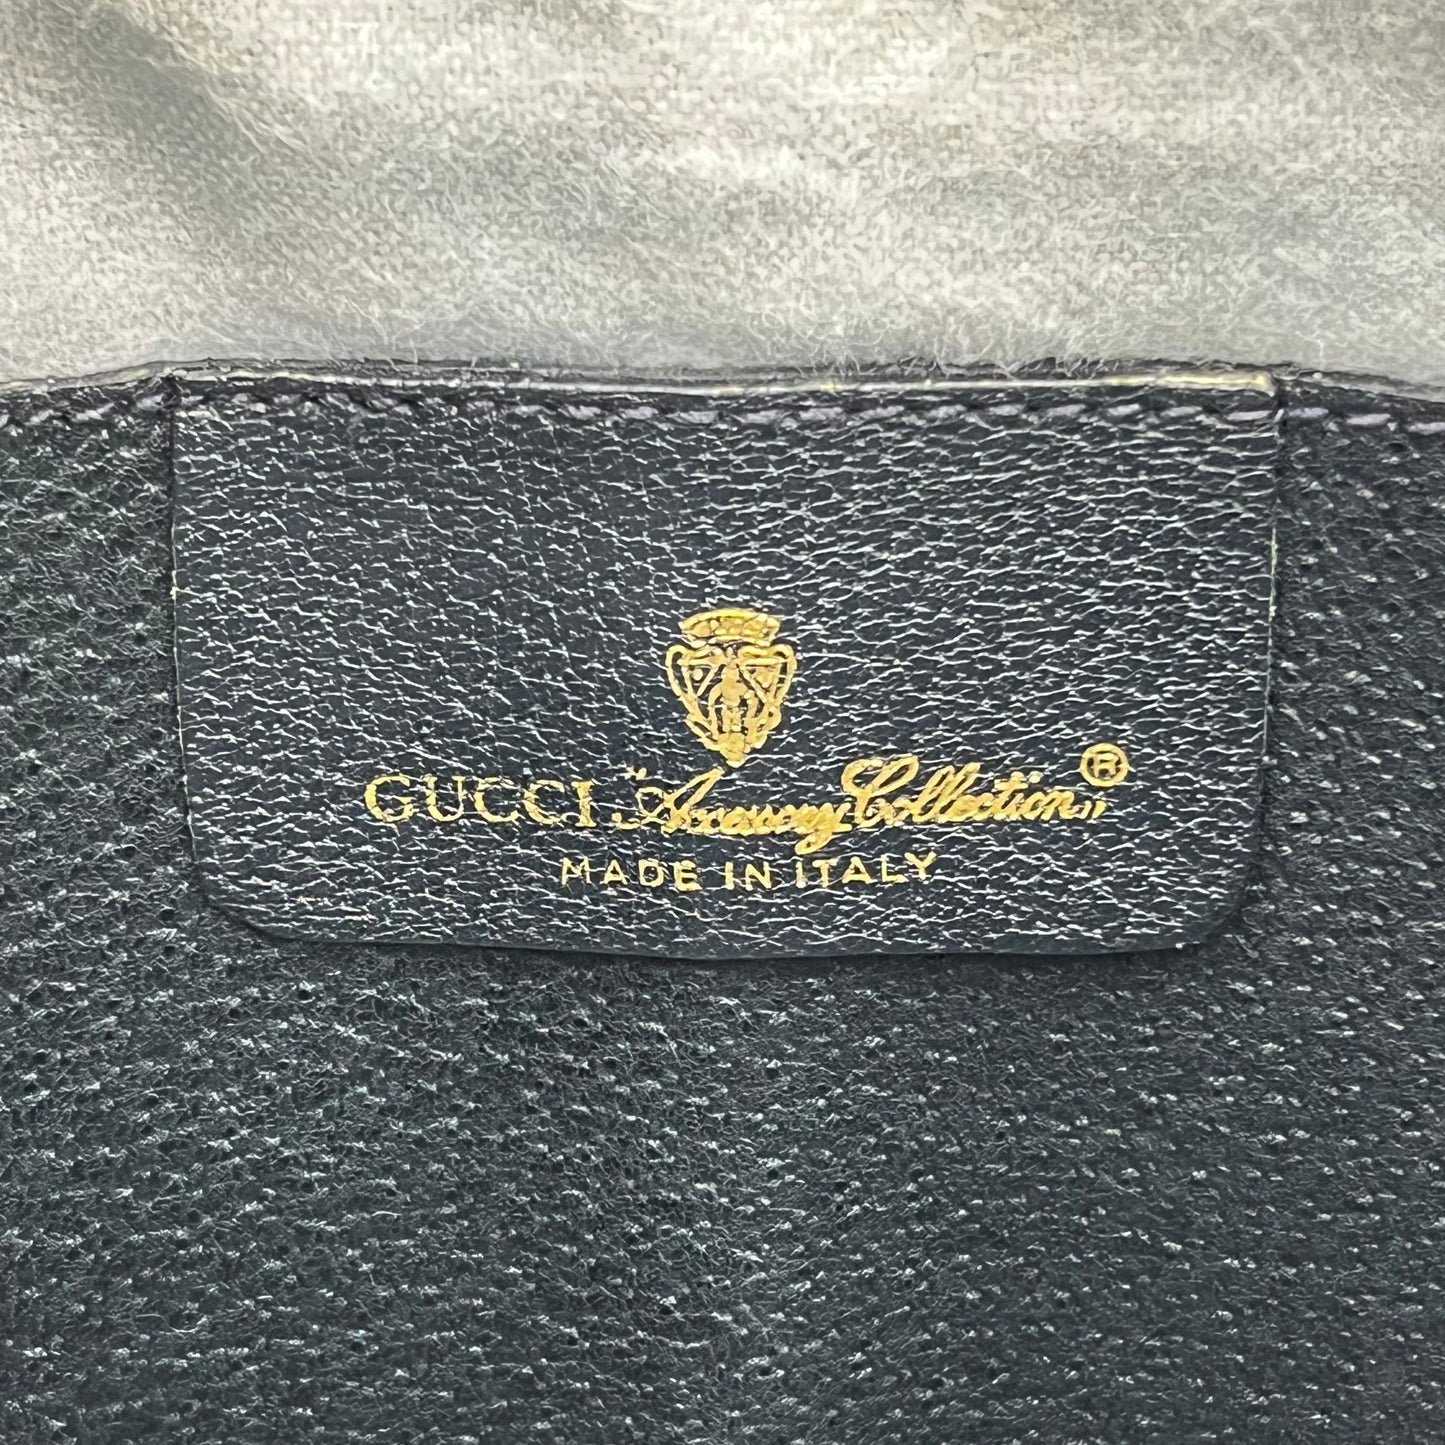 GUCCI "Accessory Collection" ®
MADE IN ITALY